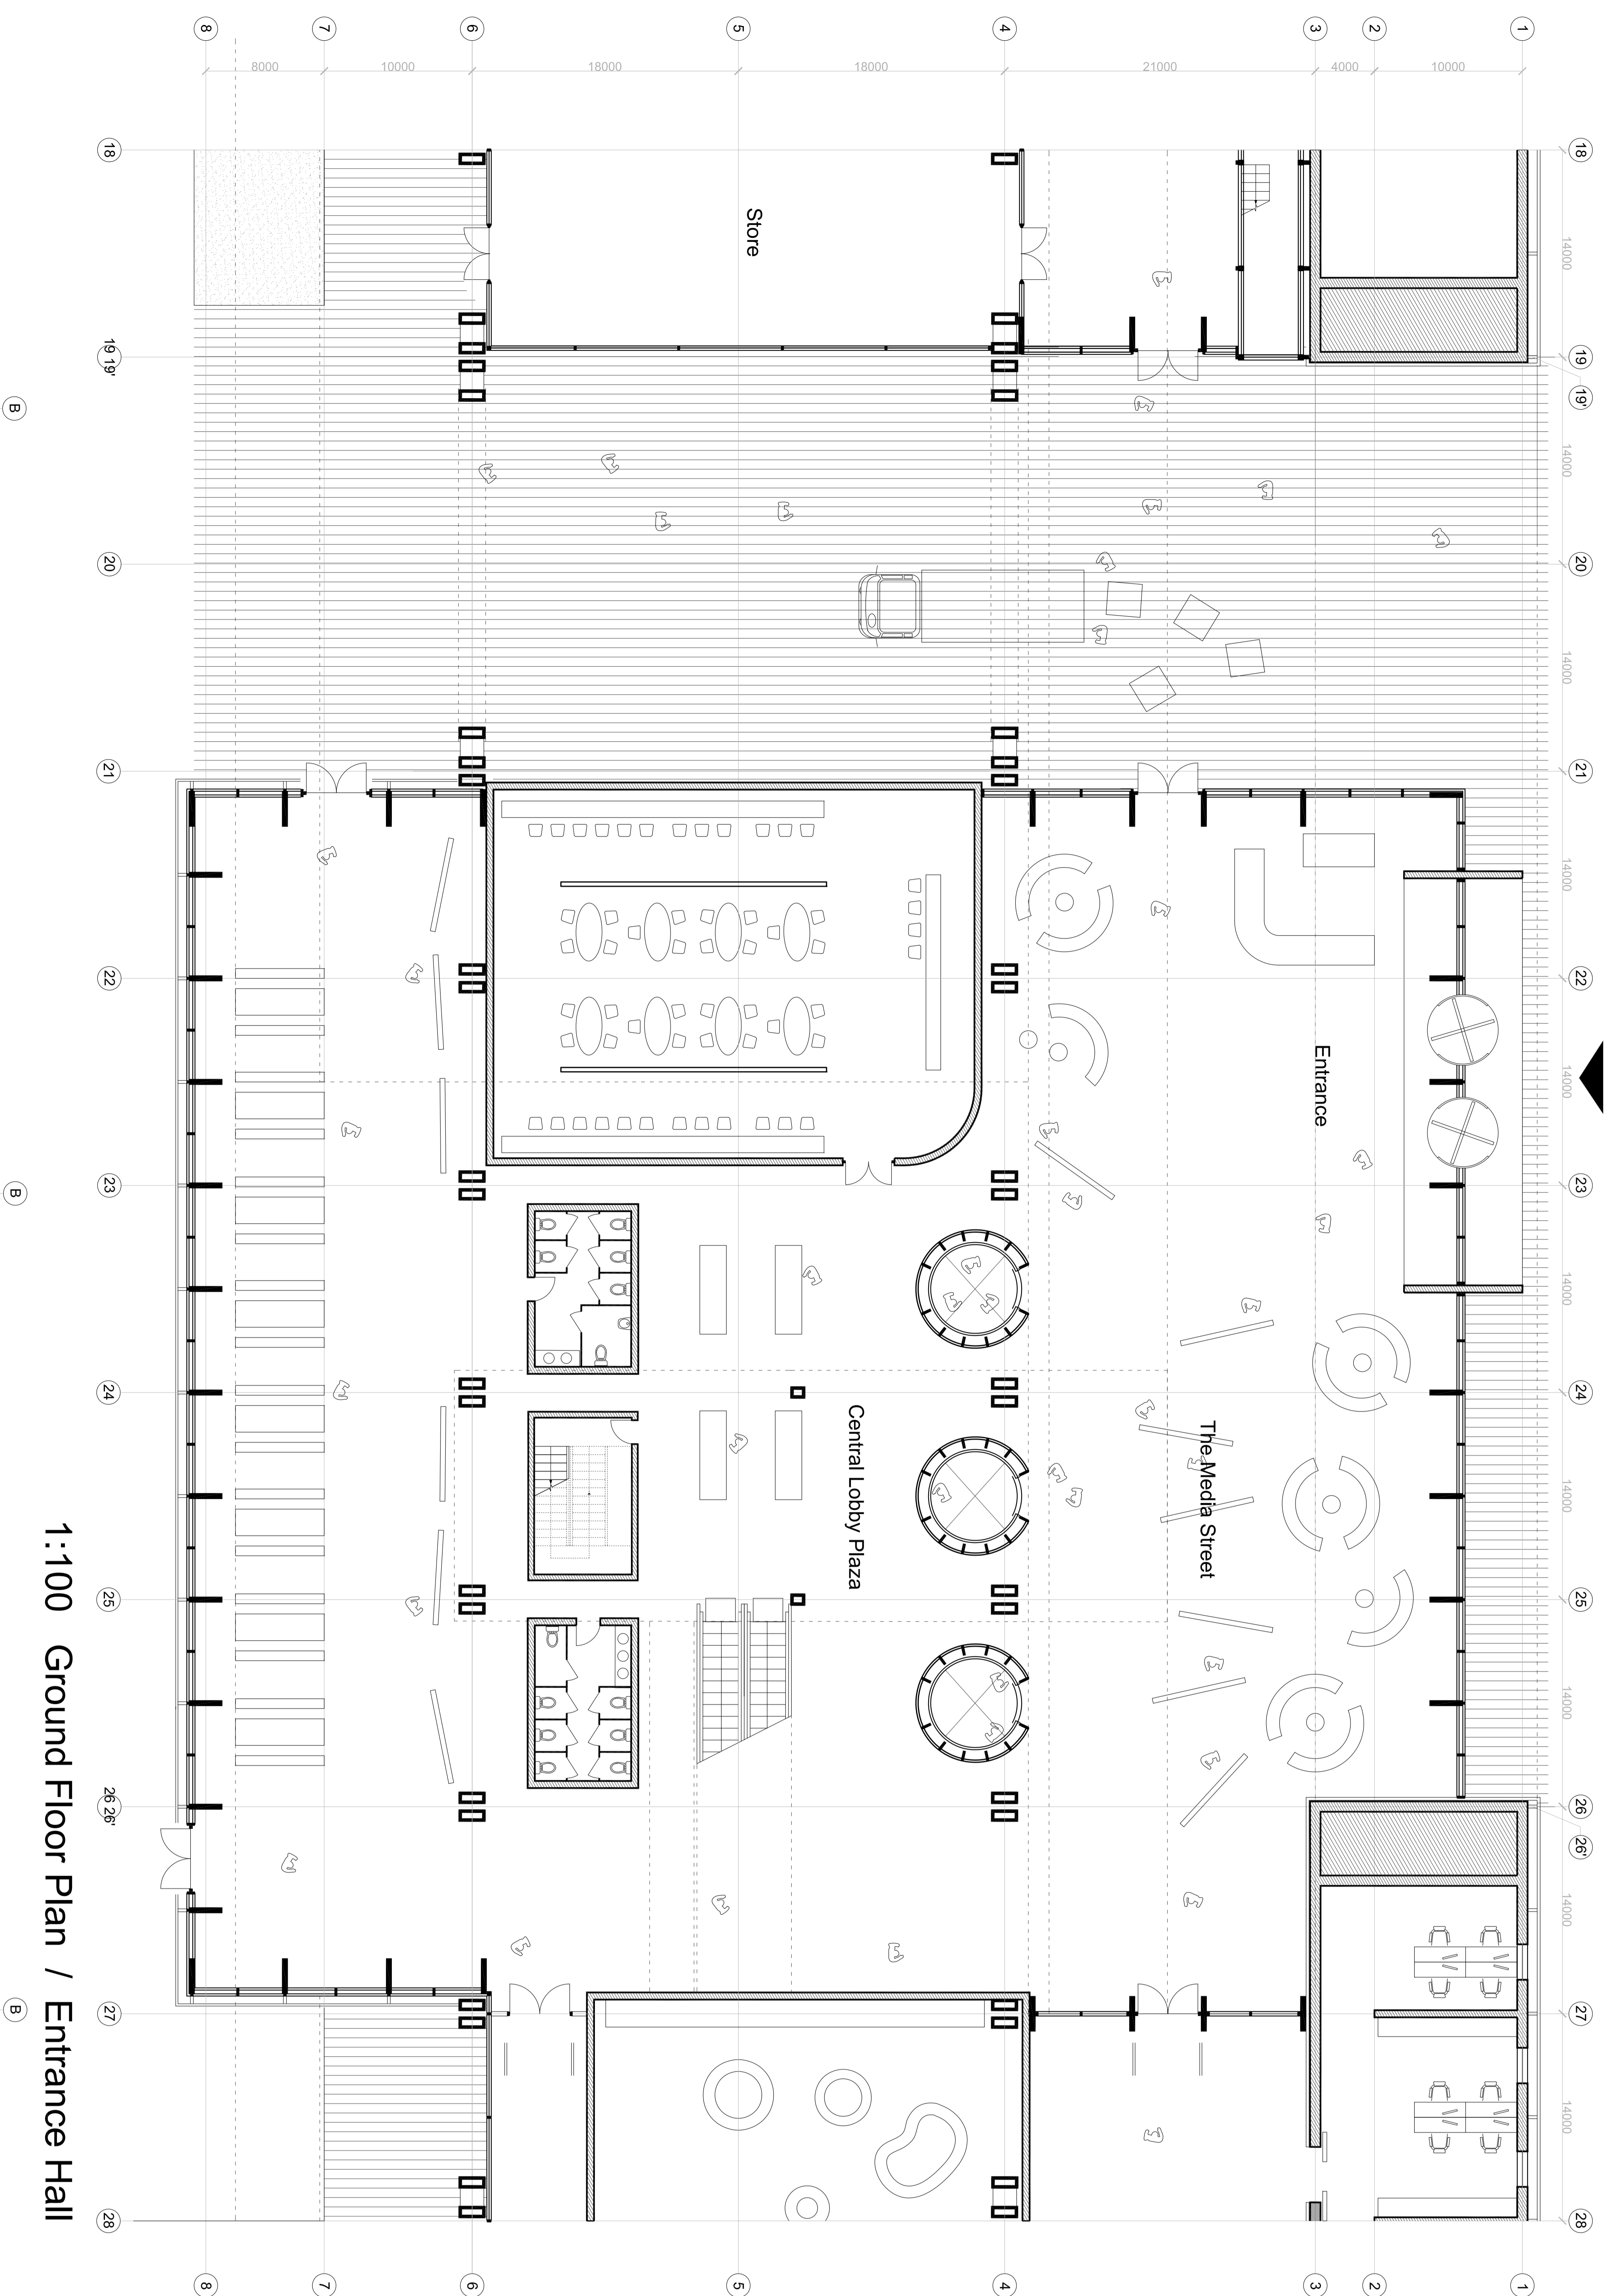 8 7 6 5 4 3 2 1
8000 10000 18000 18000 21000 4000 10000
18 18
14000
Store
19 19' 19
19'
B
14000
20 20
14000
21 21
14000
22 22
Entrance
14000
23 23
B
14000
24 24
Central Lobby Plaza
The Media Street
14000
25 25
14000
26 26' 26
26'
14000
27 27
B
14000
28 28
1:100 Ground Floor Plan / Entrance Hall
8 7 6 5 4 3 2 1